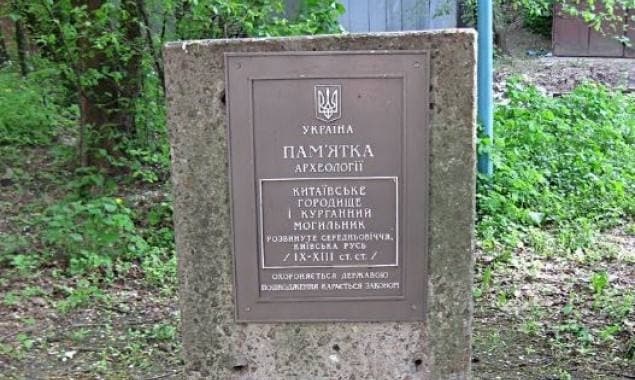 УКРАЇНА
ПАМ'ЯТКА
АРХЕОЛОГІЇ
КИТАЇВСЬКЕ
ГОРОДИЩЕ
І КУРГАННИЙ
МОГИЛЬНИК
РОЗВИНУТЕ СЕРЕДНЬОВІЧЧЯ,
КИЇВСЬКА РУСЬ
/ IX-XIII СТ. СТ. /
ОХОРОНЯЄТЬСЯ ДЕРЖАВОЮ
ПОШКОДЖЕННЯ КАРАЄТЬСЯ ЗАКОНОМ